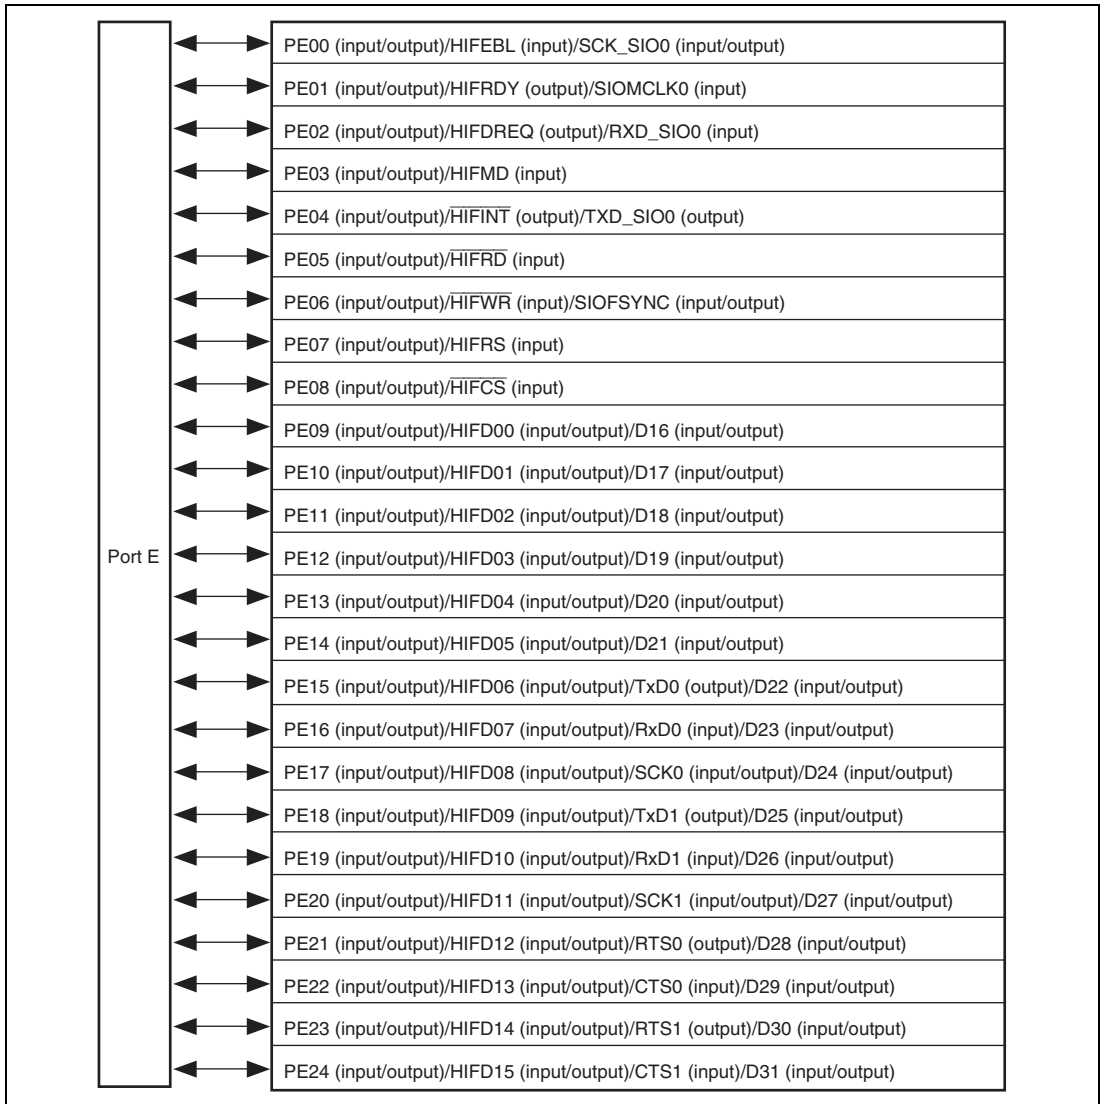 PE00 (input/output)/HIFEBL (input)/SCK_SIO0 (input/output)
PE01 (input/output)/HIFRDY (output)/SIOMCLK0 (input)
PE02 (input/output)/HIFDREQ (output)/RXD_SIO0 (input)
PE03 (input/output)/HIFMD (input)
PE04 (input/output)/H̅I̅F̅I̅N̅T̅ (output)/TXD_SIO0 (output)
PE05 (input/output)/H̅I̅F̅R̅D̅ (input)
PE06 (input/output)/H̅I̅F̅W̅R̅ (input)/SIOFSYNC (input/output)
PE07 (input/output)/HIFRS (input)
PE08 (input/output)/H̅I̅F̅C̅S̅ (input)
PE09 (input/output)/HIFD00 (input/output)/D16 (input/output)
PE10 (input/output)/HIFD01 (input/output)/D17 (input/output)
PE11 (input/output)/HIFD02 (input/output)/D18 (input/output)
Port E
PE12 (input/output)/HIFD03 (input/output)/D19 (input/output)
PE13 (input/output)/HIFD04 (input/output)/D20 (input/output)
PE14 (input/output)/HIFD05 (input/output)/D21 (input/output)
PE15 (input/output)/HIFD06 (input/output)/TxD0 (output)/D22 (input/output)
PE16 (input/output)/HIFD07 (input/output)/RxD0 (input)/D23 (input/output)
PE17 (input/output)/HIFD08 (input/output)/SCK0 (input/output)/D24 (input/output)
PE18 (input/output)/HIFD09 (input/output)/TxD1 (output)/D25 (input/output)
PE19 (input/output)/HIFD10 (input/output)/RxD1 (input)/D26 (input/output)
PE20 (input/output)/HIFD11 (input/output)/SCK1 (input/output)/D27 (input/output)
PE21 (input/output)/HIFD12 (input/output)/RTS0 (output)/D28 (input/output)
PE22 (input/output)/HIFD13 (input/output)/CTS0 (input)/D29 (input/output)
PE23 (input/output)/HIFD14 (input/output)/RTS1 (output)/D30 (input/output)
PE24 (input/output)/HIFD15 (input/output)/CTS1 (input)/D31 (input/output)